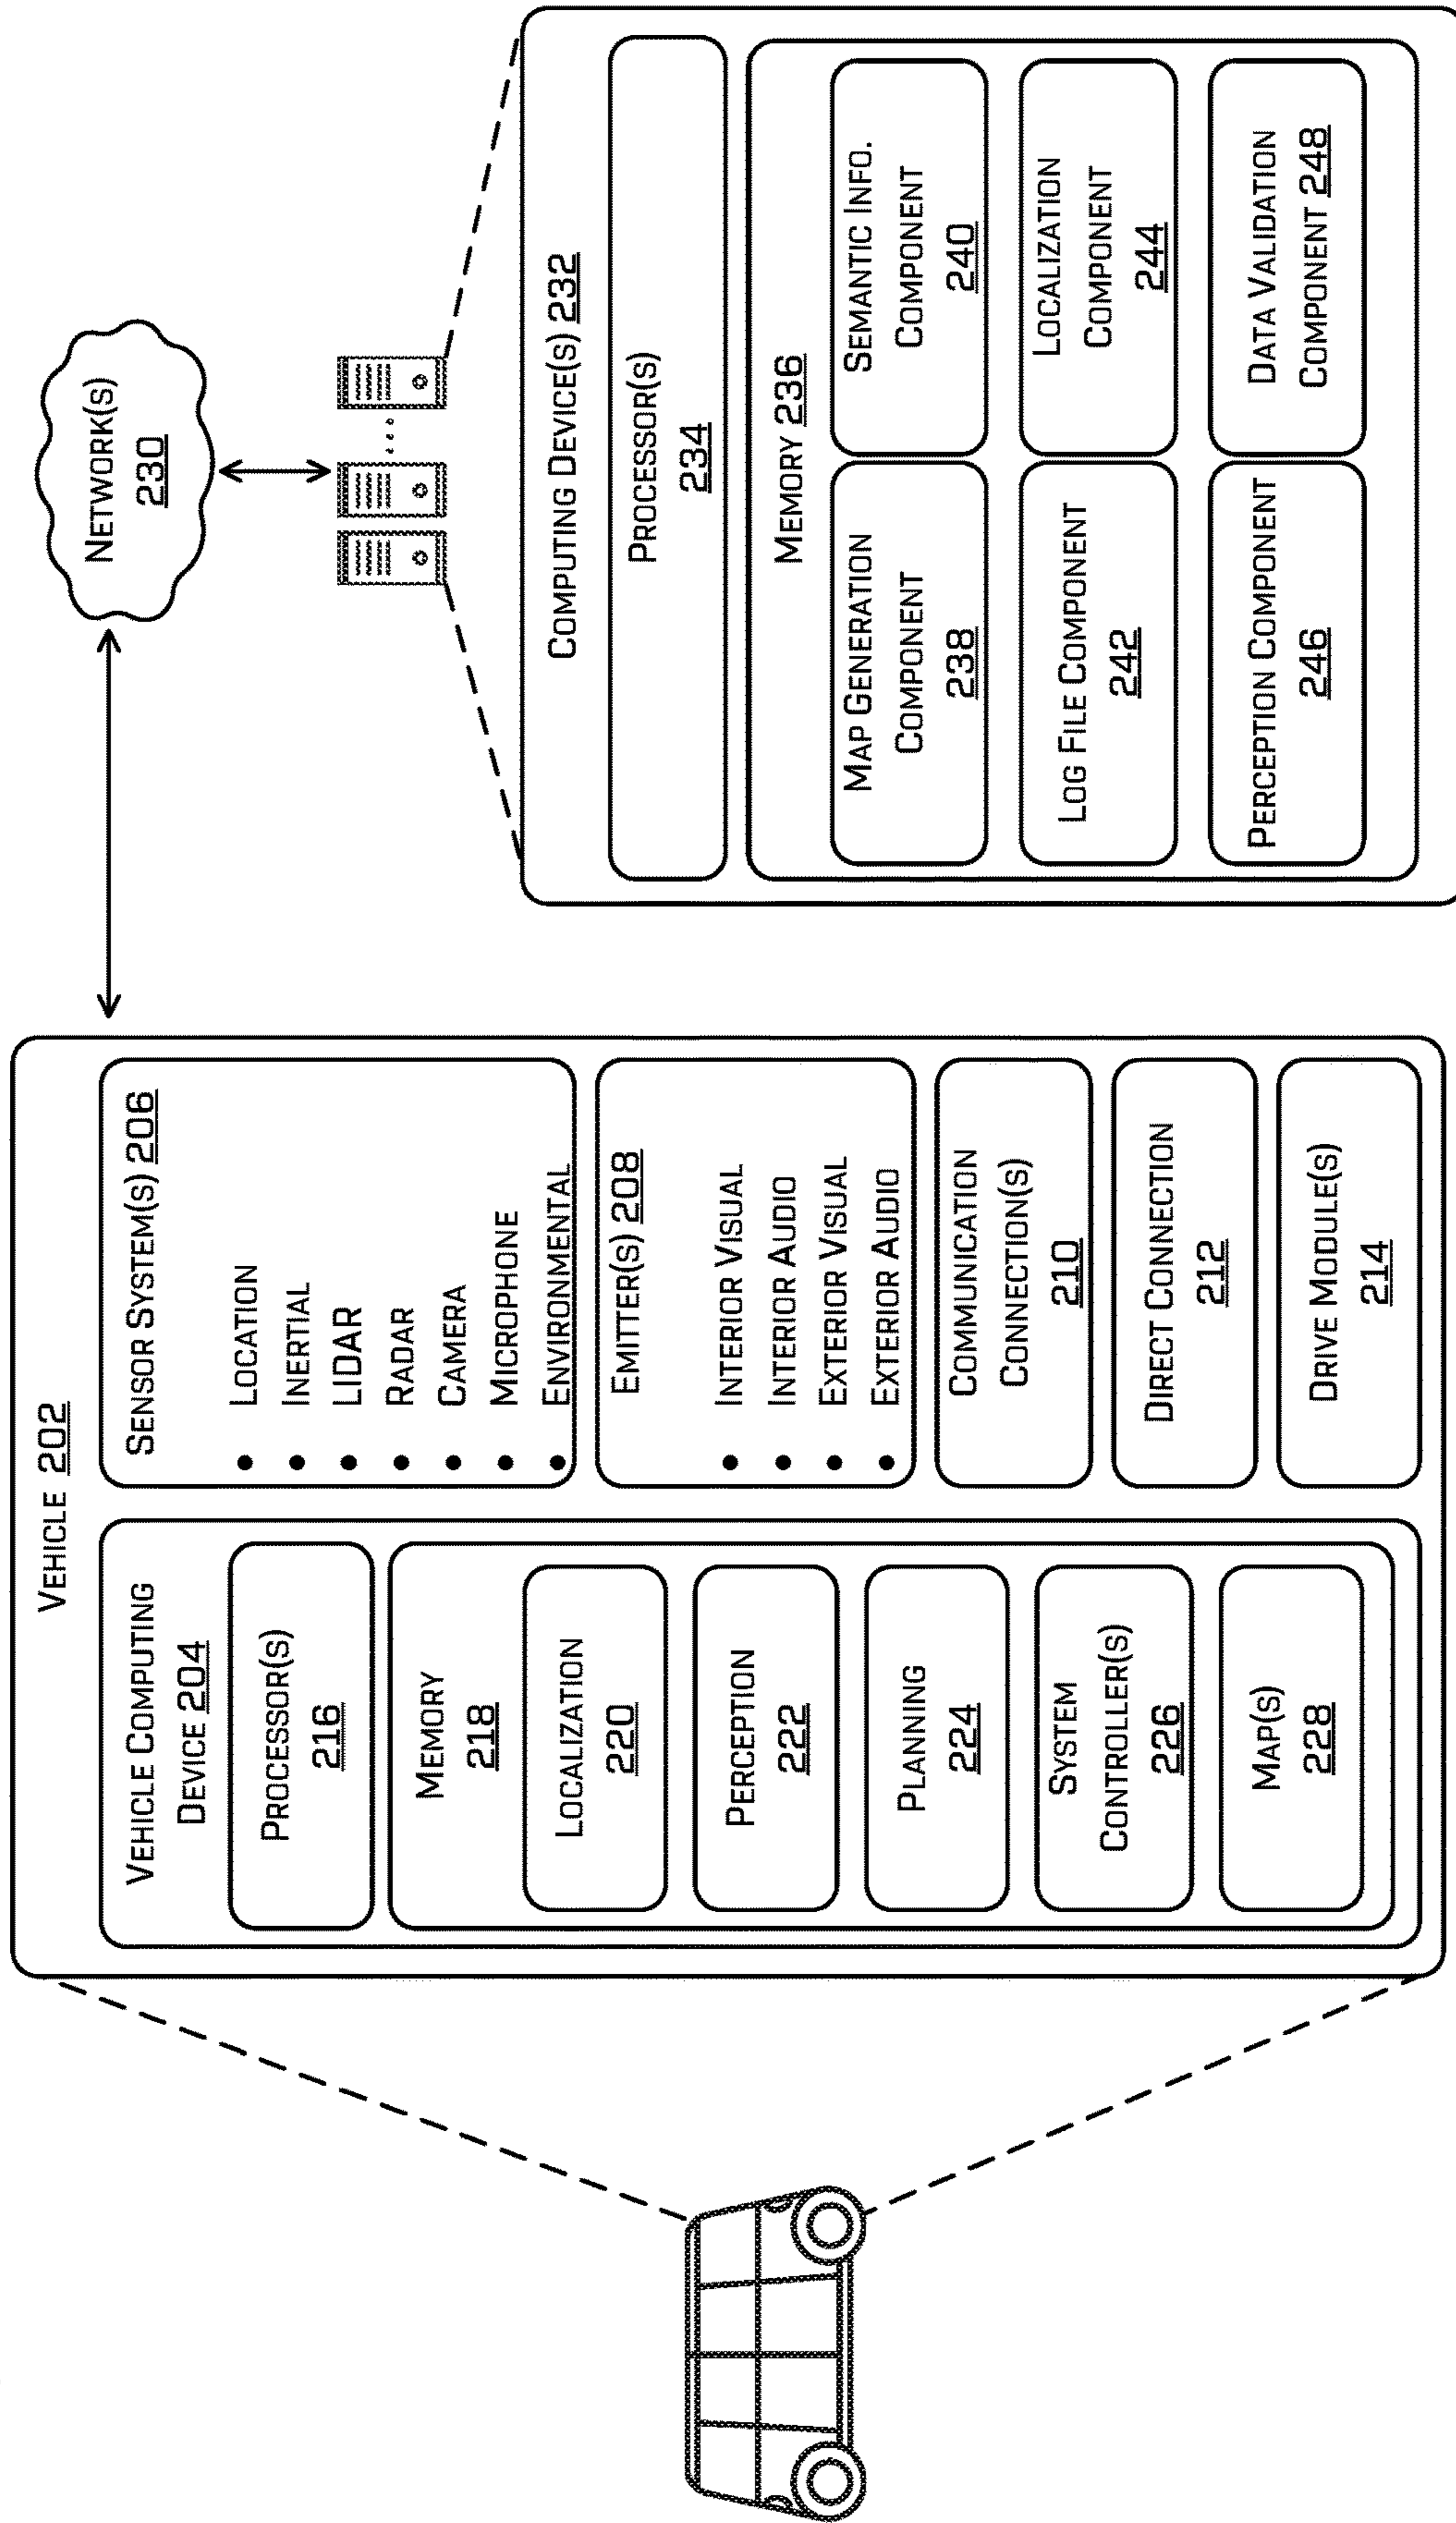 VEHICLE 202
VEHICLE COMPUTING
DEVICE 204
PROCESSOR(S)
216
MEMORY
218
LOCALIZATION
220
PERCEPTION
222
PLANNING
224
SYSTEM
CONTROLLER(S)
226
MAP(S)
228
SENSOR SYSTEM(S) 206
• LOCATION
• INERTIAL
• LIDAR
• RADAR
• CAMERA
• MICROPHONE
• ENVIRONMENTAL
EMITTER(S) 208
• INTERIOR VISUAL
• INTERIOR AUDIO
• EXTERIOR VISUAL
• EXTERIOR AUDIO
COMMUNICATION
CONNECTION(S)
210
DIRECT CONNECTION
212
DRIVE MODULE(S)
214
NETWORK(S)
230
COMPUTING DEVICE(S) 232
PROCESSOR(S)
234
MEMORY 236
MAP GENERATION
COMPONENT
238
SEMANTIC INFO.
COMPONENT
240
LOG FILE COMPONENT
242
LOCALIZATION
COMPONENT
244
PERCEPTION COMPONENT
246
DATA VALIDATION
COMPONENT 248